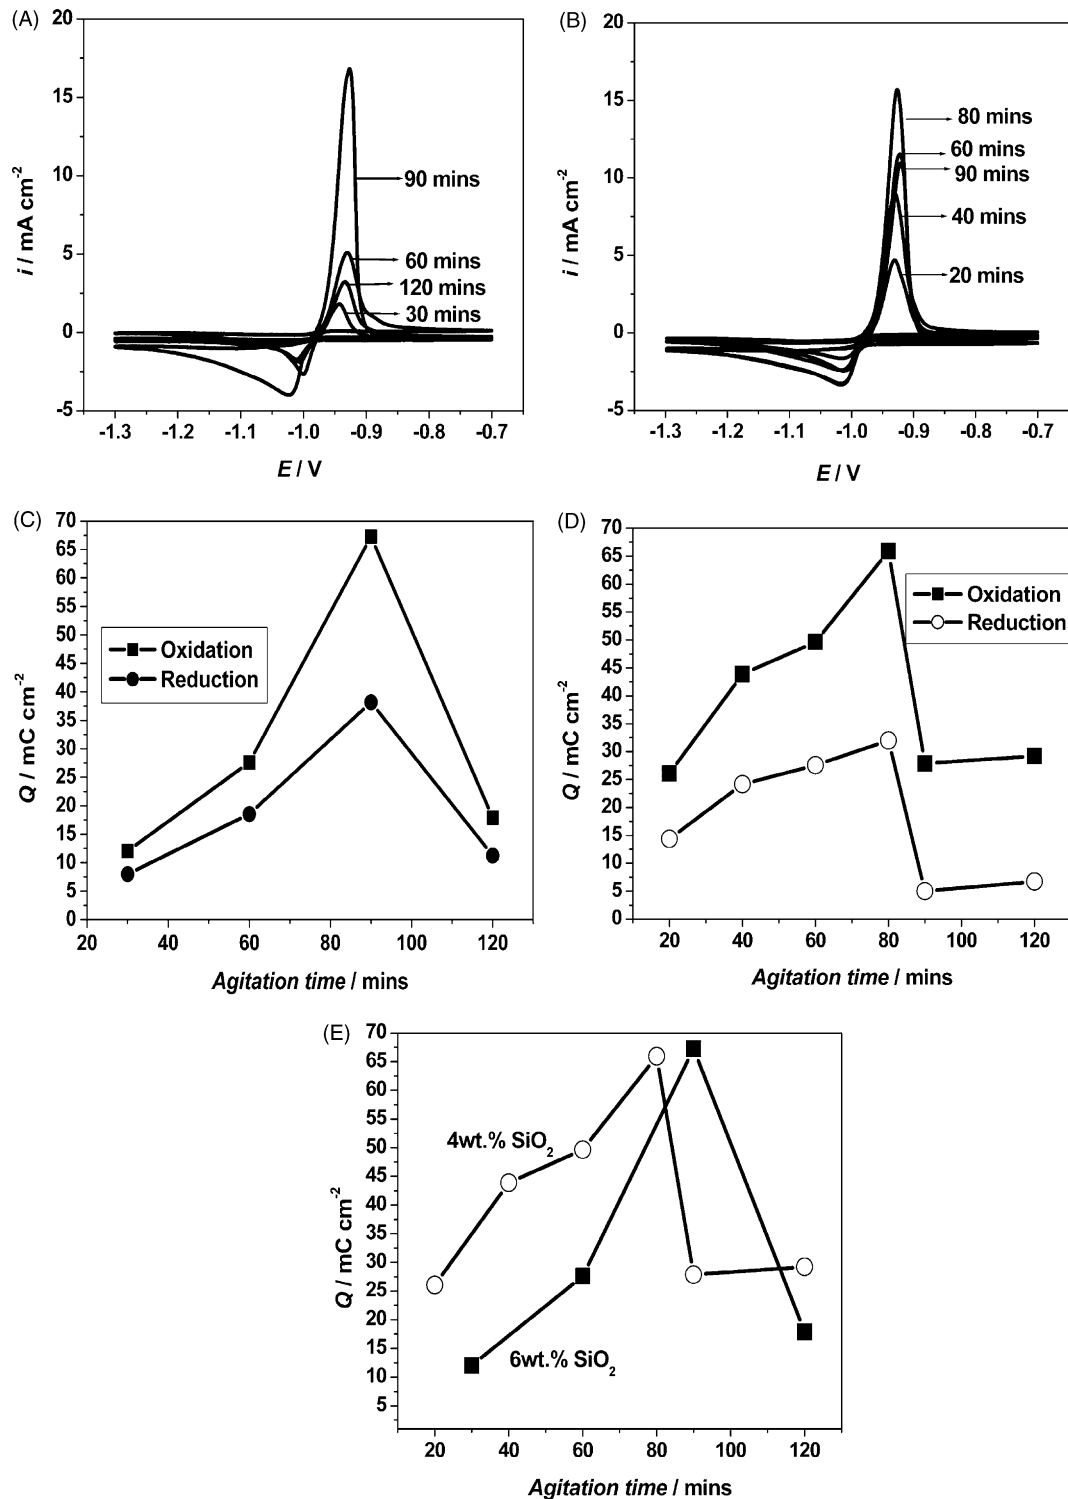 (A)
20
15
10
5
0
-5
i / mA cm-2
90 mins
60 mins
120 mins
30 mins
-1.3 -1.2 -1.1 -1.0 -0.9 -0.8 -0.7
E / V
(B)
20
15
10
5
0
-5
i / mA cm-2
80 mins
60 mins
90 mins
40 mins
20 mins
-1.3 -1.2 -1.1 -1.0 -0.9 -0.8 -0.7
E / V
(C)
70
65
60
55
50
45
40
35
30
25
20
15
10
5
0
Q / mC cm-2
Oxidation
Reduction
20 40 60 80 100 120
Agitation time / mins
(D)
70
65
60
55
50
45
40
35
30
25
20
15
10
5
0
Q / mC cm-2
Oxidation
Reduction
20 40 60 80 100 120
Agitation time / mins
(E)
70
65
60
55
50
45
40
35
30
25
20
15
10
5
Q / mC cm-2
4wt.% SiO2
6wt.% SiO2
20 40 60 80 100 120
Agitation time / mins